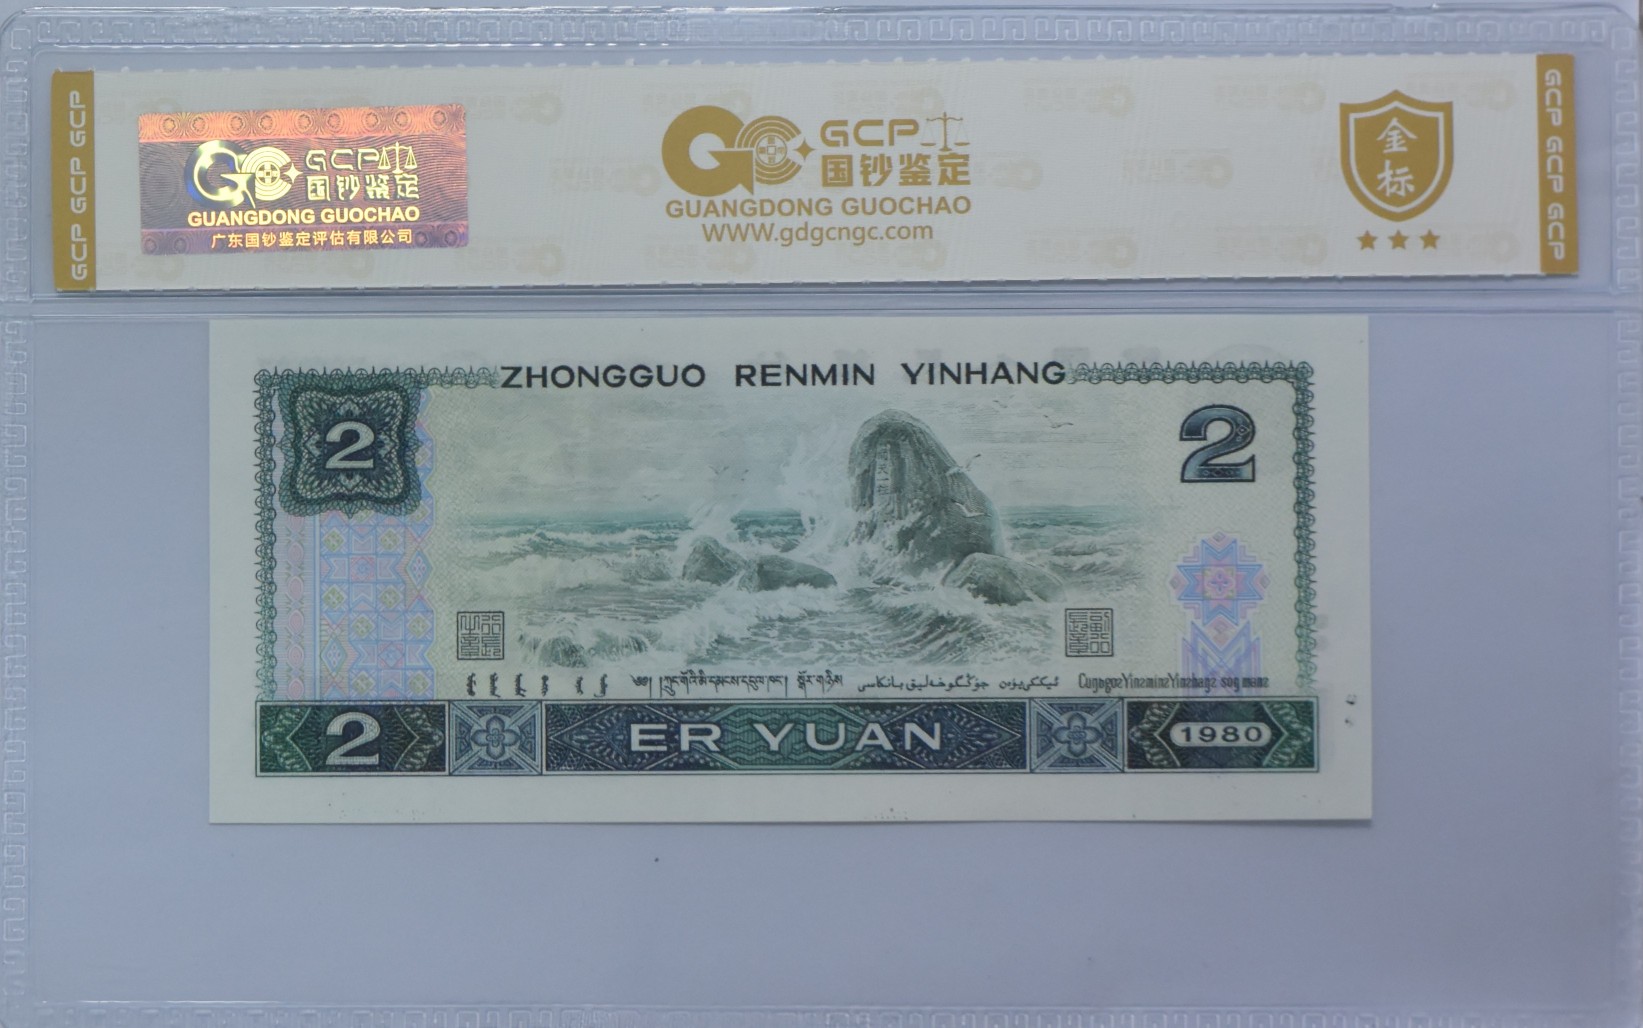 GCP GCP GCP
GCP 国钞鉴定
GUANGDONG GUOCHAO
广东国钞鉴定评估有限公司
GCP
国钞鉴定
GUANGDONG GUOCHAO
WWW.gdgcngc.com
金标
GCP GCP GCP
ZHONGGUO RENMIN YINHANG
2
2
2
ER YUAN
1980